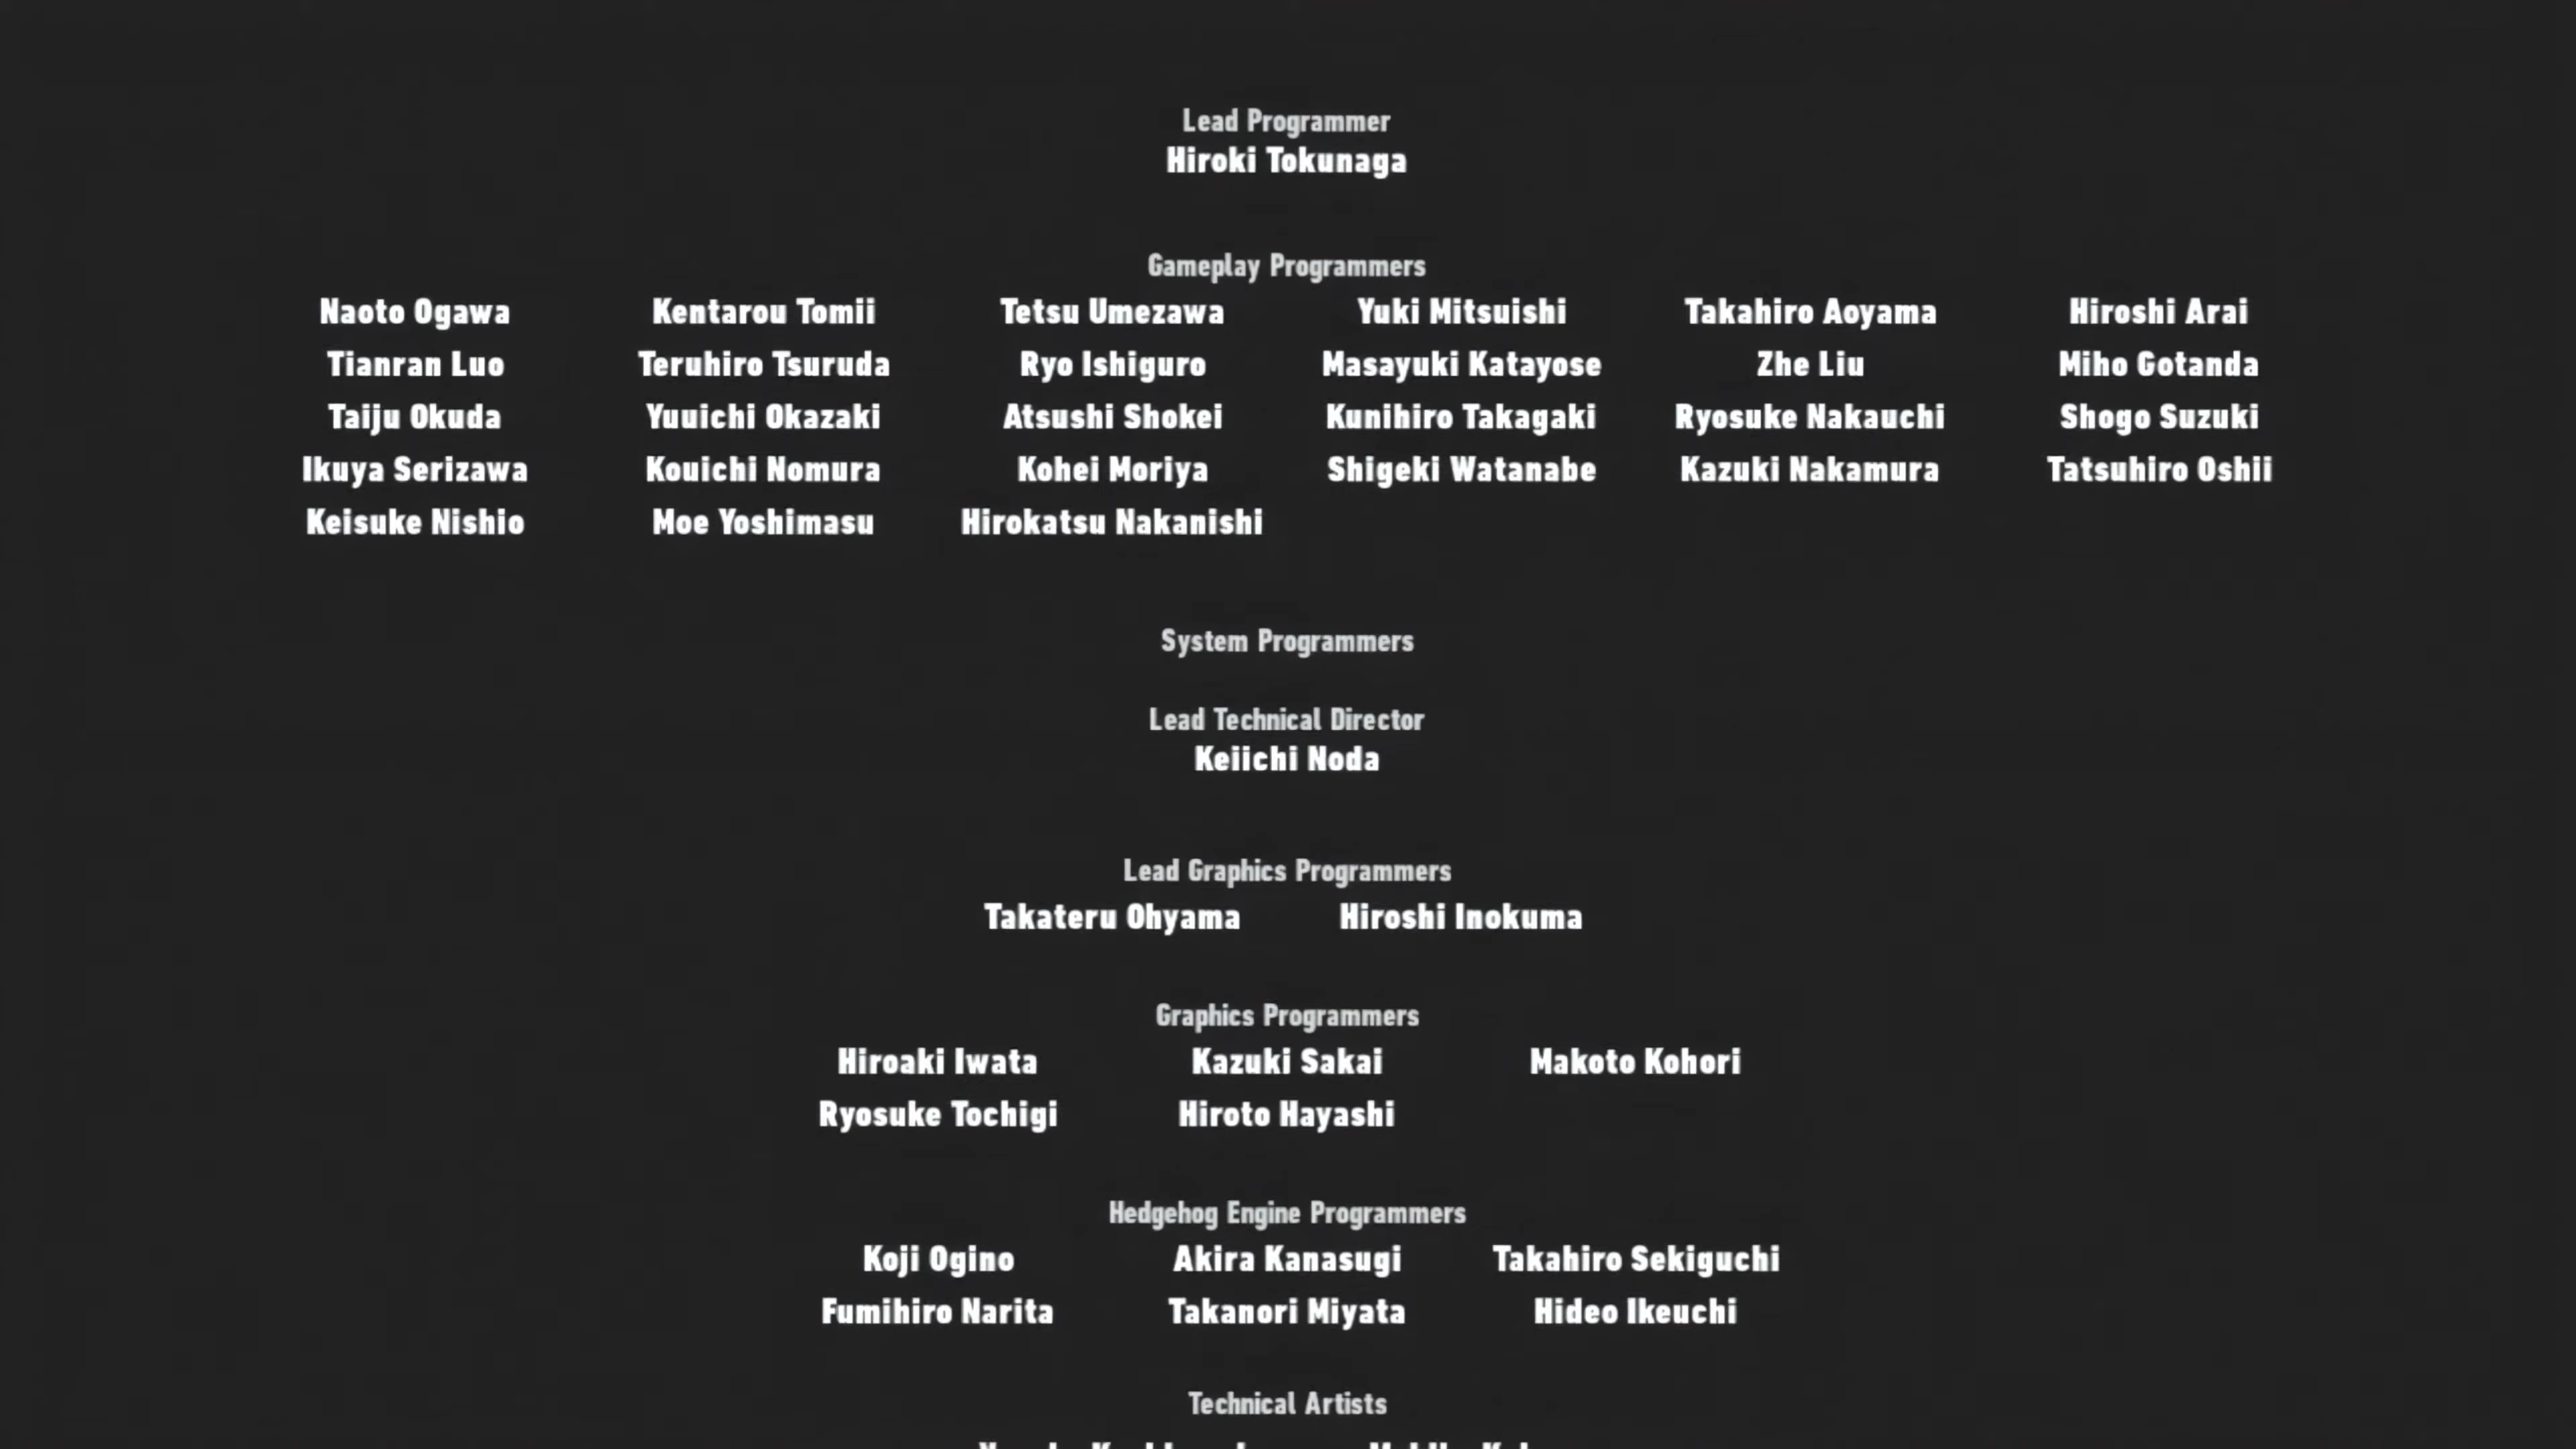 Lead Programmer
Hiroki Tokunaga
Gameplay Programmers
Naoto Ogawa Kentarou Tomii Tetsu Umezawa Yuki Mitsuishi Takahiro Aoyama Hiroshi Arai
Tianran Luo Teruhiro Tsuruda Ryo Ishiguro Masayuki Katayose Zhe Liu Miho Gotanda
Taiju Okuda Yuuichi Okazaki Atsushi Shokei Kunihiro Takagaki Ryosuke Nakauchi Shogo Suzuki
Ikuya Serizawa Kouichi Nomura Kohei Moriya Shigeki Watanabe Kazuki Nakamura Tatsuhiro Oshii
Keisuke Nishio Moe Yoshimasu Hirokatsu Nakanishi
System Programmers
Lead Technical Director
Keiichi Noda
Lead Graphics Programmers
Takateru Ohyama Hiroshi Inokuma
Graphics Programmers
Hiroaki Iwata Kazuki Sakai Makoto Kohori
Ryosuke Tochigi Hiroto Hayashi
Hedgehog Engine Programmers
Koji Ogino Akira Kanasugi Takahiro Sekiguchi
Fumihiro Narita Takanori Miyata Hideo Ikeuchi
Technical Artists